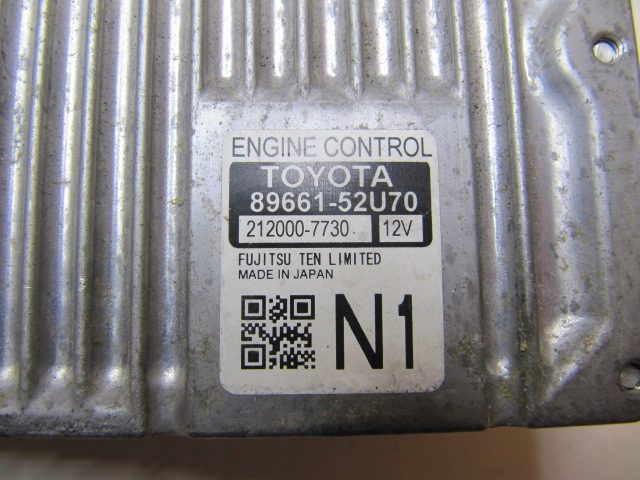 ENGINE CONTROL
TOYOTA
89661-52U70
212000-7730 12V
FUJITSU TEN LIMITED
MADE IN JAPAN
N1